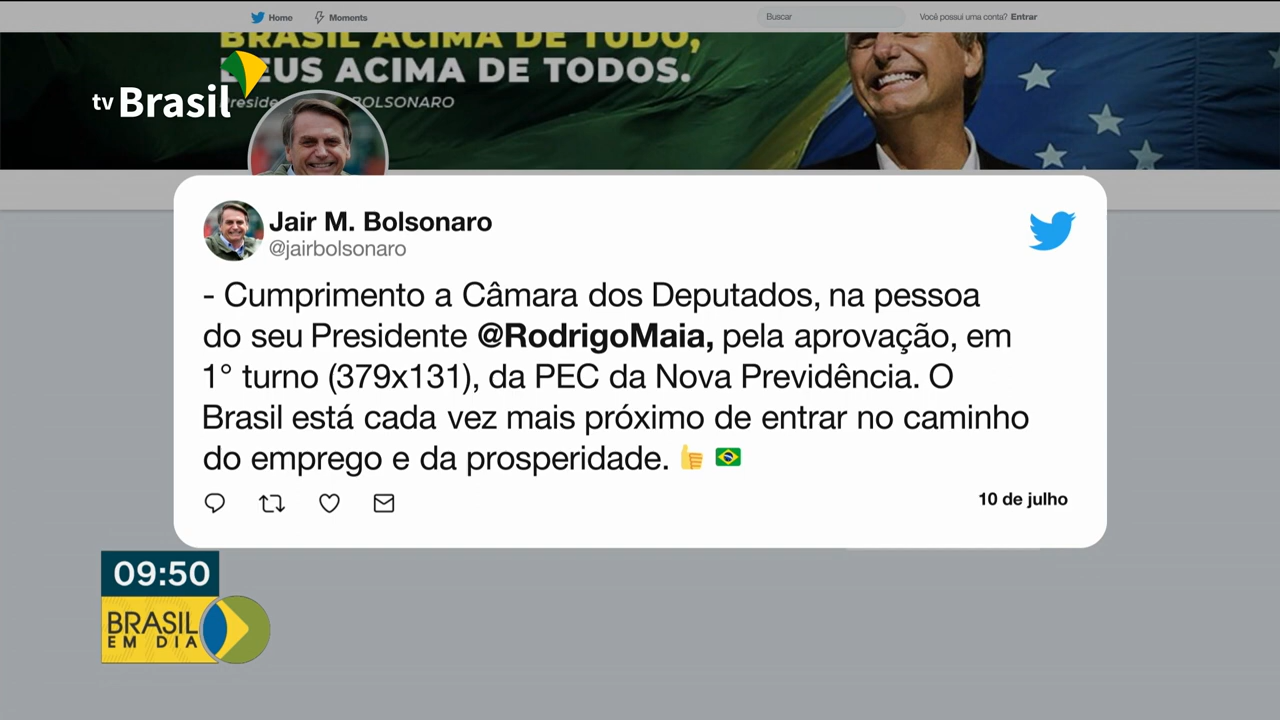 Home Moments Buscar Você possui uma conta? Entrar
BRASIL ACIMA DE TUDO,
DEUS ACIMA DE TODOS.
BOLSONARO
tv Brasil
Jair M. Bolsonaro
@jairbolsonaro
- Cumprimento a Câmara dos Deputados, na pessoa
do seu Presidente @RodrigoMaia, pela aprovação, em
1° turno (379x131), da PEC da Nova Previdência. O
Brasil está cada vez mais próximo de entrar no caminho
do emprego e da prosperidade. 👍 🇧🇷
10 de julho
09:50
BRASIL
EM DIA